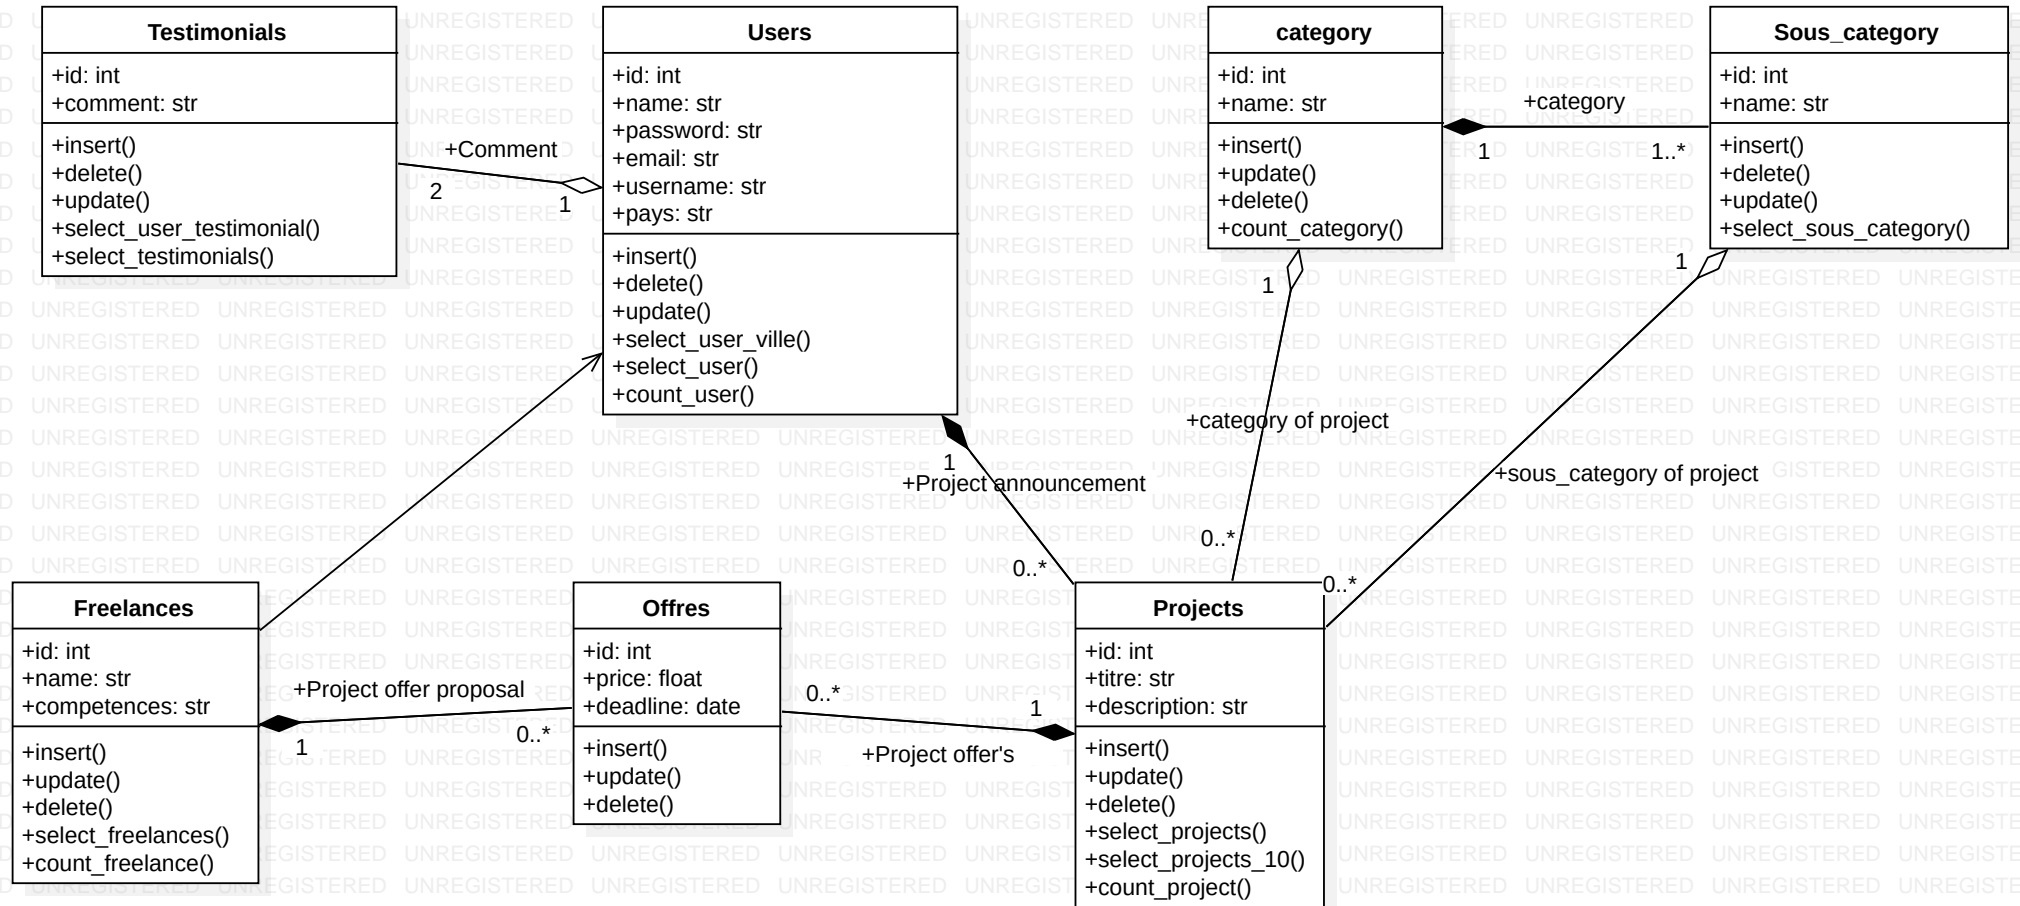 Testimonials
+id: int
+comment: str
+insert()
+delete()
+update()
+select_user_testimonial()
+select_testimonials()
+Comment
2
1
Users
+id: int
+name: str
+password: str
+email: str
+username: str
+pays: str
+insert()
+delete()
+update()
+select_user_ville()
+select_user()
+count_user()
category
+id: int
+name: str
+insert()
+update()
+delete()
+count_category()
+category
1
1..*
Sous_category
+id: int
+name: str
+insert()
+delete()
+update()
+select_sous_category()
1
1
+category of project
+sous_category of project
1
+Project announcement
0..*
0..*
0..*
Freelances
+id: int
+name: str
+competences: str
+insert()
+update()
+delete()
+select_freelances()
+count_freelance()
+Project offer proposal
1
0..*
Offres
+id: int
+price: float
+deadline: date
+insert()
+update()
+delete()
0..*
1
+Project offer's
Projects
+id: int
+titre: str
+description: str
+insert()
+update()
+delete()
+select_projects()
+select_projects_10()
+count_project()
UNREGISTERED